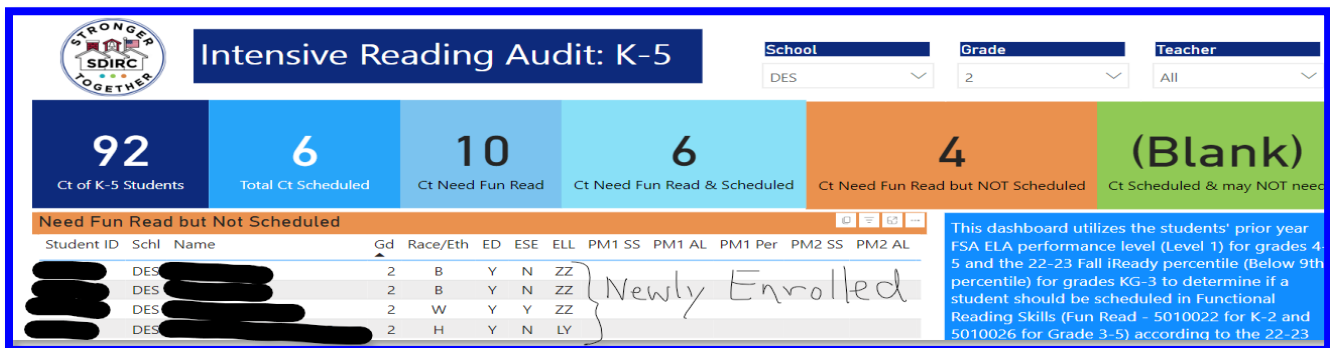 STRONGER
SDIRC
TOGETHER
Intensive Reading Audit: K-5
School Grade Teacher
DES 2 All
92 6 10 6 4 (Blank)
Ct of K-5 Students Total Ct Scheduled Ct Need Fun Read Ct Need Fun Read & Scheduled Ct Need Fun Read but NOT Scheduled Ct Scheduled & may NOT need
Need Fun Read but Not Scheduled
Student ID Schl Name Gd Race/Eth ED ESE ELL PM1 SS PM1 AL PM1 Per PM2 SS PM2 AL
DES 2 B Y N ZZ
DES 2 B Y N ZZ
DES 2 W Y Y ZZ
DES 2 H Y N LY
Newly Enrolled
This dashboard utilizes the students' prior year
FSA ELA performance level (Level 1) for grades 4-
5 and the 22-23 Fall iReady percentile (Below 9th
percentile) for grades KG-3 to determine if a
student should be scheduled in Functional
Reading Skills (Fun Read - 5010022 for K-2 and
5010026 for Grade 3-5) according to the 22-23